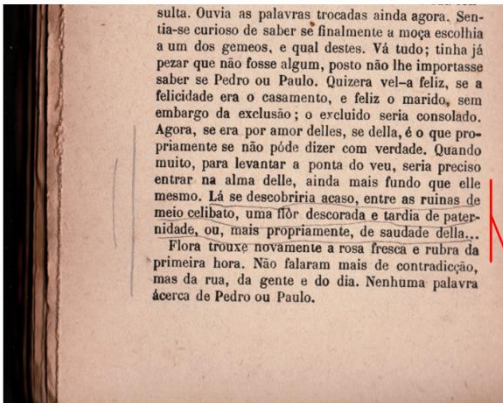 sulta. Ouvia as palavras trocadas ainda agora. Sen-
tia-se curioso de saber se finalmente a moça escolhia
a um dos gemeos, e qual destes. Vá tudo; tinha já
pezar que não fosse algum, posto não lhe importasse
saber se Pedro ou Paulo. Quizera vel-a feliz, se a
felicidade era o casamento, e feliz o marido, sem
embargo da exclusão; o excluido seria consolado.
Agora, se era por amor delles, se della, é o que pro-
priamente se não póde dizer com verdade. Quando
muito, para levantar a ponta do veu, seria preciso
entrar na alma delle, ainda mais fundo que elle
mesmo. Lá se descobriria acaso, entre as ruinas de
meio celibato, uma flôr descorada e tardia de pater-
nidade, ou, mais propriamente, de saudade della...
Flora trouxe novamente a rosa fresca e rubra da
primeira hora. Não falaram mais de contradicção,
mas da rua, da gente e do dia. Nenhuma palavra
ácerca de Pedro ou Paulo.